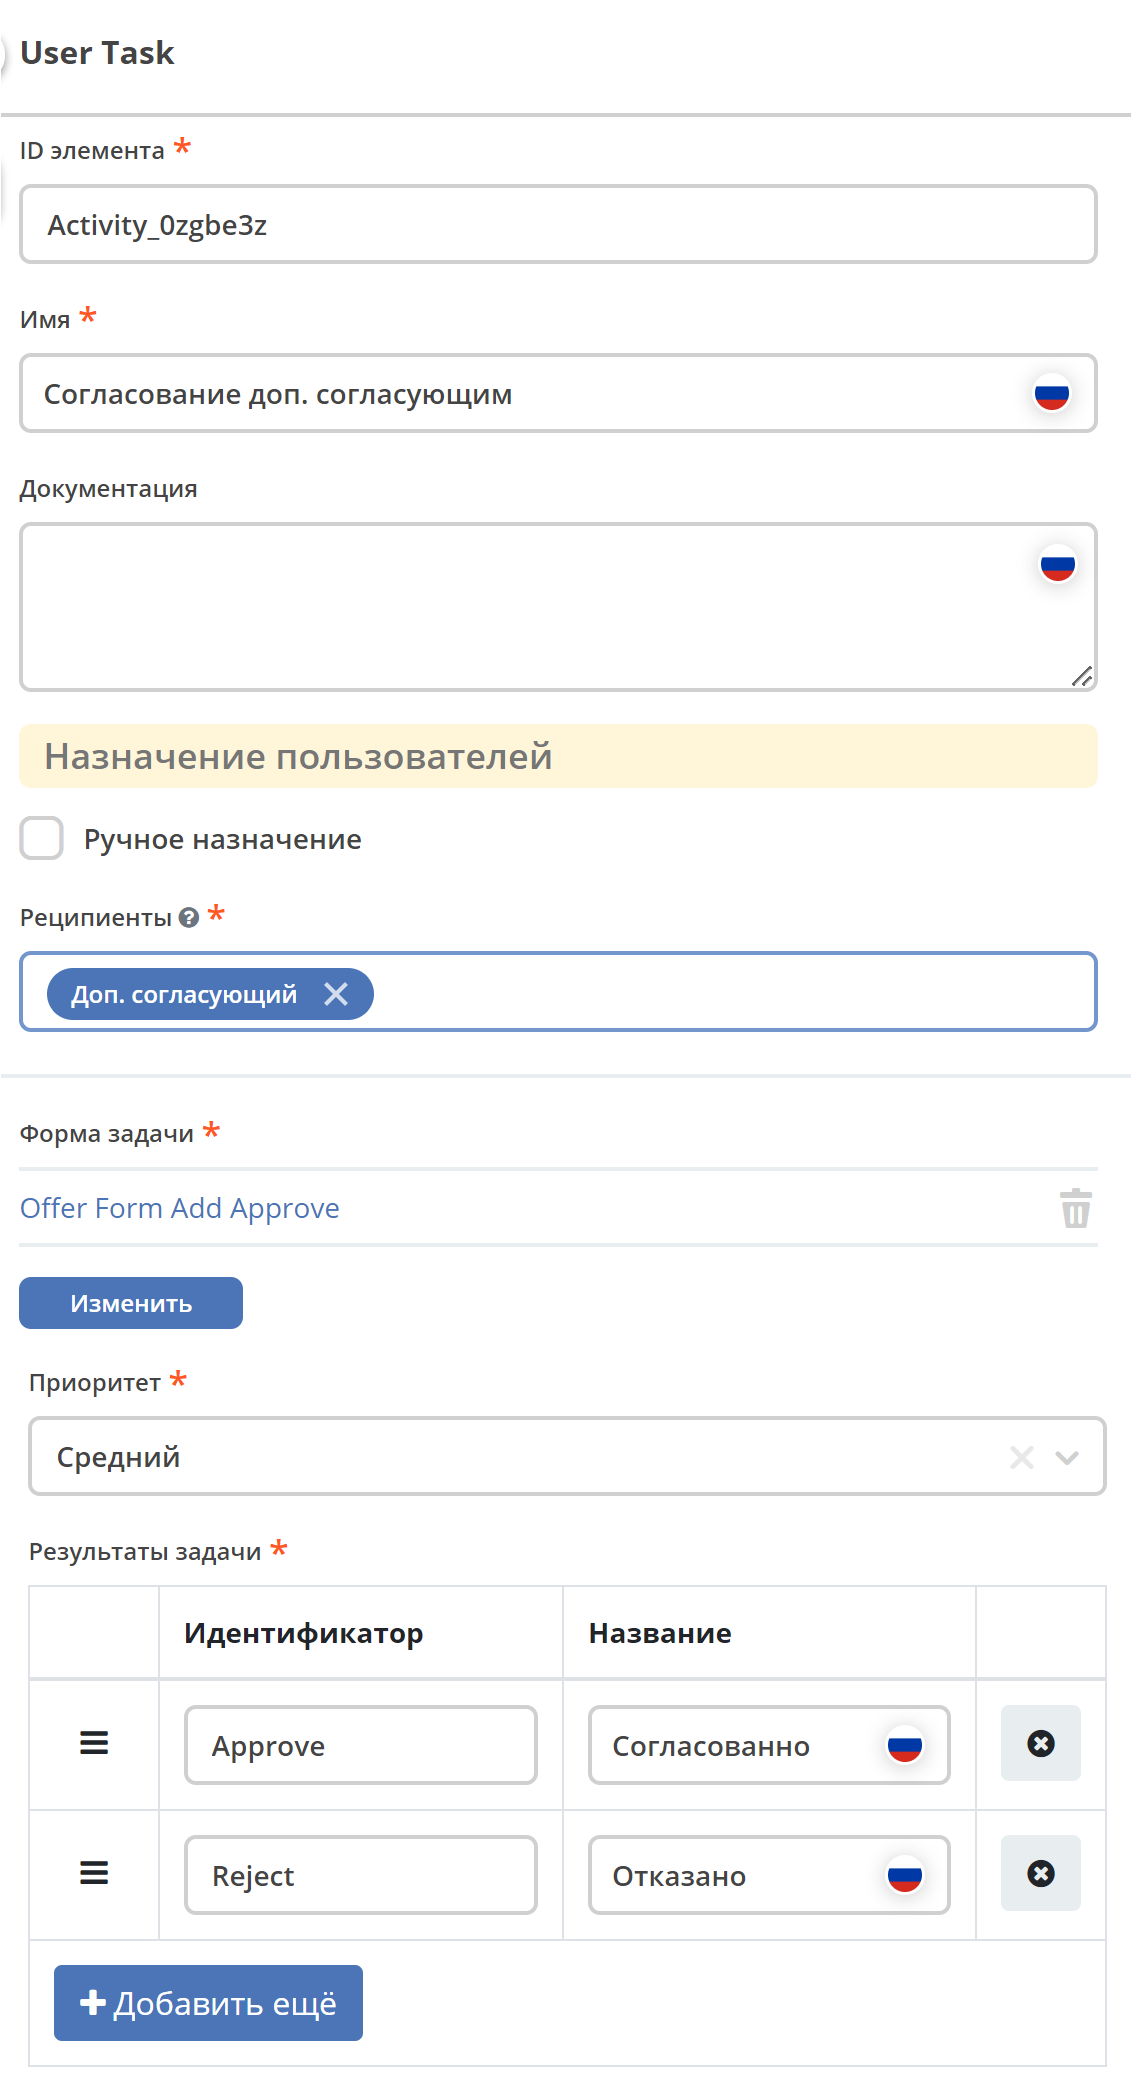 User Task
ID элемента *
Activity_0zgbe3z
Имя *
Согласование доп. согласующим
Документация
Назначение пользователей
Ручное назначение
Реципиенты ? *
Доп. согласующий
Форма задачи *
Offer Form Add Approve
Изменить
Приоритет *
Средний
Результаты задачи *
Идентификатор Название
Approve Согласованно
Reject Отказано
+ Добавить ещё